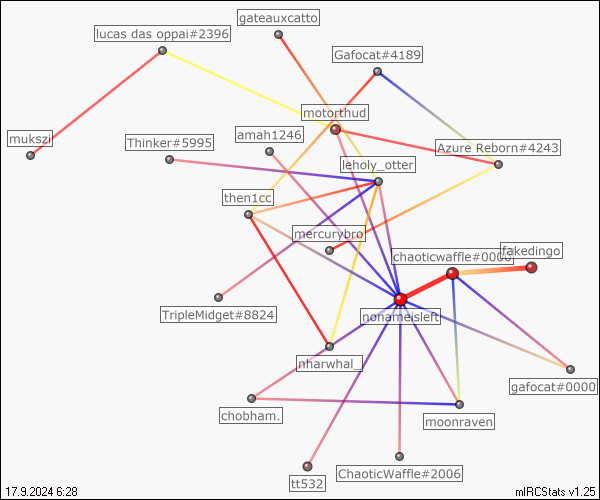 gateauxcatto
lucas das oppai#2396
Gafocat#4189
motorthud
mukszi
Thinker#5995
amah1246
Azure Reborn#4243
leholy_otter
then1cc
mercurybro
chaoticwaffle#0000
fakedingo
TripleMidget#8824
nonameisleft
nharwhal_
gafocat#0000
chobham.
moonraven
tt532
ChaoticWaffle#2006
17.9.2024 6:28
mIRCStats v1.25